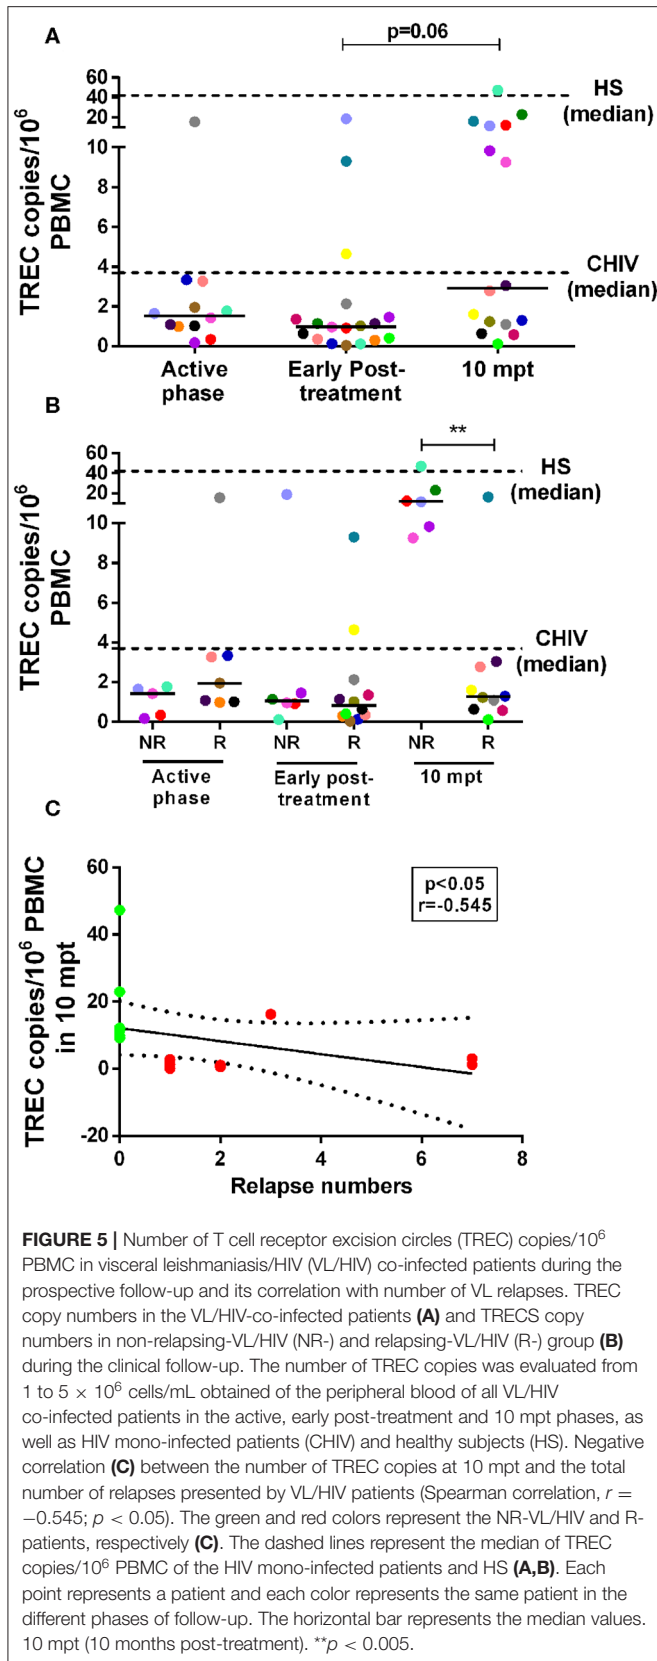 A
p=0.06
TREC copies/10⁶
PBMC
60
40
20
10
8
6
4
2
0
HS
(median)
CHIV
(median)
Active
phase
Early Post-
treatment
10 mpt
B
**
TREC copies/10⁶
PBMC
60
40
20
10
8
6
4
2
0
HS
(median)
CHIV
(median)
NR R NR R NR R
Active
phase
Early post-
treatment
10 mpt
C
TREC copies/10⁶ PBMC
in 10 mpt
60
40
20
0
-20
p<0.05
r=-0.545
0 2 4 6 8
Relapse numbers
FIGURE 5 | Number of T cell receptor excision circles (TREC) copies/10⁶
PBMC in visceral leishmaniasis/HIV (VL/HIV) co-infected patients during the
prospective follow-up and its correlation with number of VL relapses. TREC
copy numbers in the VL/HIV-co-infected patients (A) and TRECS copy
numbers in non-relapsing-VL/HIV (NR-) and relapsing-VL/HIV (R-) group (B)
during the clinical follow-up. The number of TREC copies was evaluated from
1 to 5 × 10⁶ cells/mL obtained of the peripheral blood of all VL/HIV
co-infected patients in the active, early post-treatment and 10 mpt phases, as
well as HIV mono-infected patients (CHIV) and healthy subjects (HS). Negative
correlation (C) between the number of TREC copies at 10 mpt and the total
number of relapses presented by VL/HIV patients (Spearman correlation, r =
−0.545; p < 0.05). The green and red colors represent the NR-VL/HIV and R-
patients, respectively (C). The dashed lines represent the median of TREC
copies/10⁶ PBMC of the HIV mono-infected patients and HS (A,B). Each
point represents a patient and each color represents the same patient in the
different phases of follow-up. The horizontal bar represents the median values.
10 mpt (10 months post-treatment). **p < 0.005.